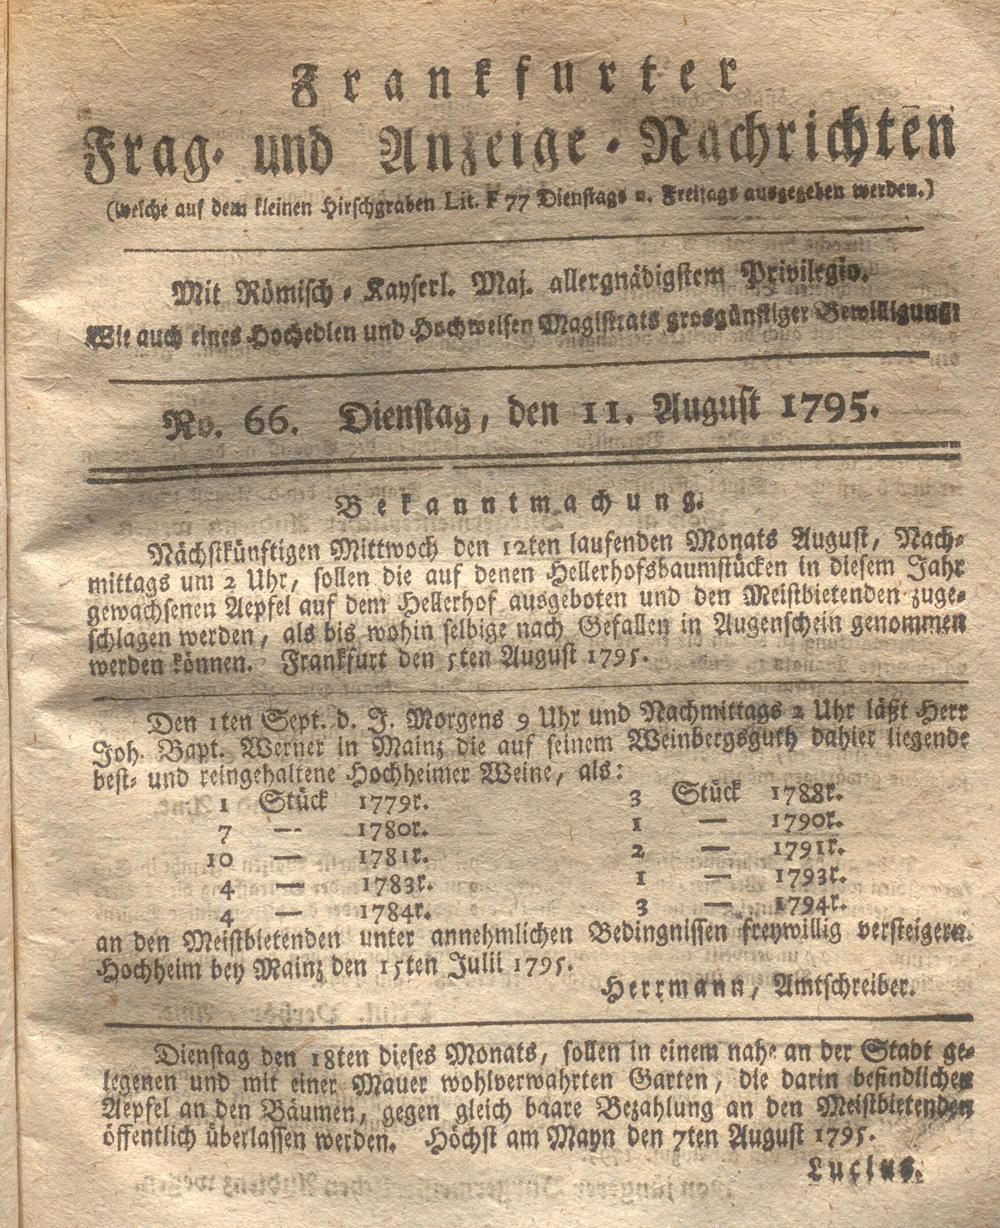 Frankfurter
Frag- und Anzeige-Nachrichten
(welche auf dem kleinen Hirschgraben Lit. F 77 Dienstags u. Freitags ausgegeben werden.)
Mit Römisch-Kayserl. Maj. allergnädigstem Privilegio.
Wie auch eines Hochedlen und Hochweisen Magistrats grosgünstiger Bewilligung:
No. 66. Dienstag, den 11. August 1795.
Bekanntmachung.
Nächstkünftigen Mittwoch den 12ten laufenden Monats August, Nach-
mittags um 2 Uhr, sollen die auf denen Hellerhofsbaumstücken in diesem Jahr
gewachsenen Aepfel auf dem Hellerhof ausgeboten und den Meistbietenden zuge-
schlagen werden, als bis wohin selbige nach Gefallen in Augenschein genommen
werden können. Frankfurt den 5ten August 1795.
Den 1ten Sept. d. J. Morgens 9 Uhr und Nachmittags 2 Uhr läßt Herr
Joh. Bapt. Werner in Mainz die auf seinem Weinbergsguth dahier liegende
best- und reingehaltene Hochheimer Weine, als:
1 Stück 1779r. 3 Stück 1788r.
7 — 1780r. 1 — 1790r.
10 — 1781r. 2 — 1791r.
4 — 1783r. 1 — 1793r.
4 — 1784r. 3 — 1794r.
an den Meistbietenden unter annehmlichen Bedingnissen freywillig versteigern.
Hochheim bey Mainz den 15ten Julii 1795.
Herrmann, Amtschreiber.
Dienstag den 18ten dieses Monats, sollen in einem nahe an der Stadt ge-
legenen und mit einer Mauer wohlverwahrten Garten, die darin befindlichen
Aepfel an den Bäumen, gegen gleich baare Bezahlung an den Meistbietenden
öffentlich überlassen werden. Höchst am Mayn den 7ten August 1795.
Lucius.